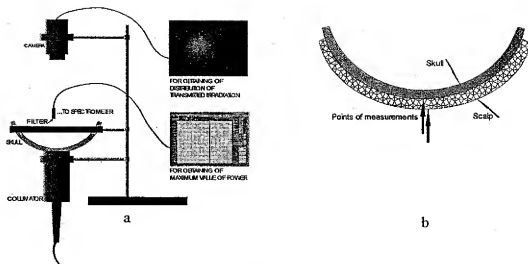 CAMERA
FOR OBTAINING OF
DISTRIBUTION OF
TRANSMITED IRRADIATION
...TO SPECTROMETER
FILTER
SKULL
FOR OBTAINING OF
MAXIMUM VALUE OF POWER
COLLIMATOR
a
Skull
Points of measurements
Scalp
b